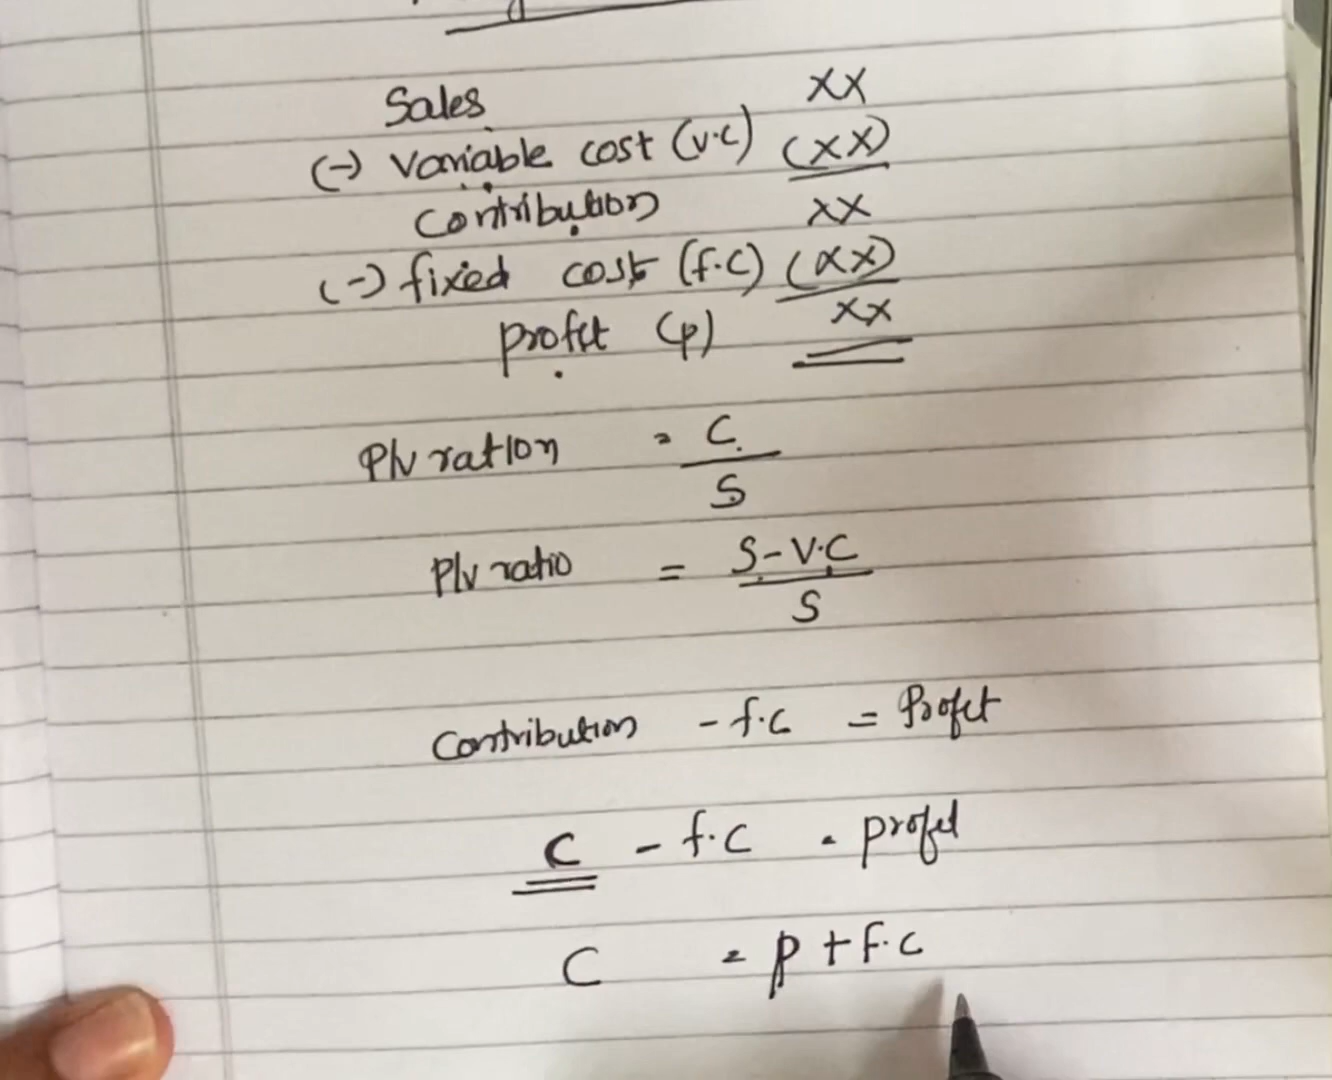 Sales XX
(-) Variable cost (v.c) (XX)
Contribution XX
(-) fixed cost (f.c) (XX)
profit (p) XX
P/v ration = C
S
P/v ratio = S-V.C
S
Contribution - f.c = Profit
C - f.c = profit
C = p + f.c